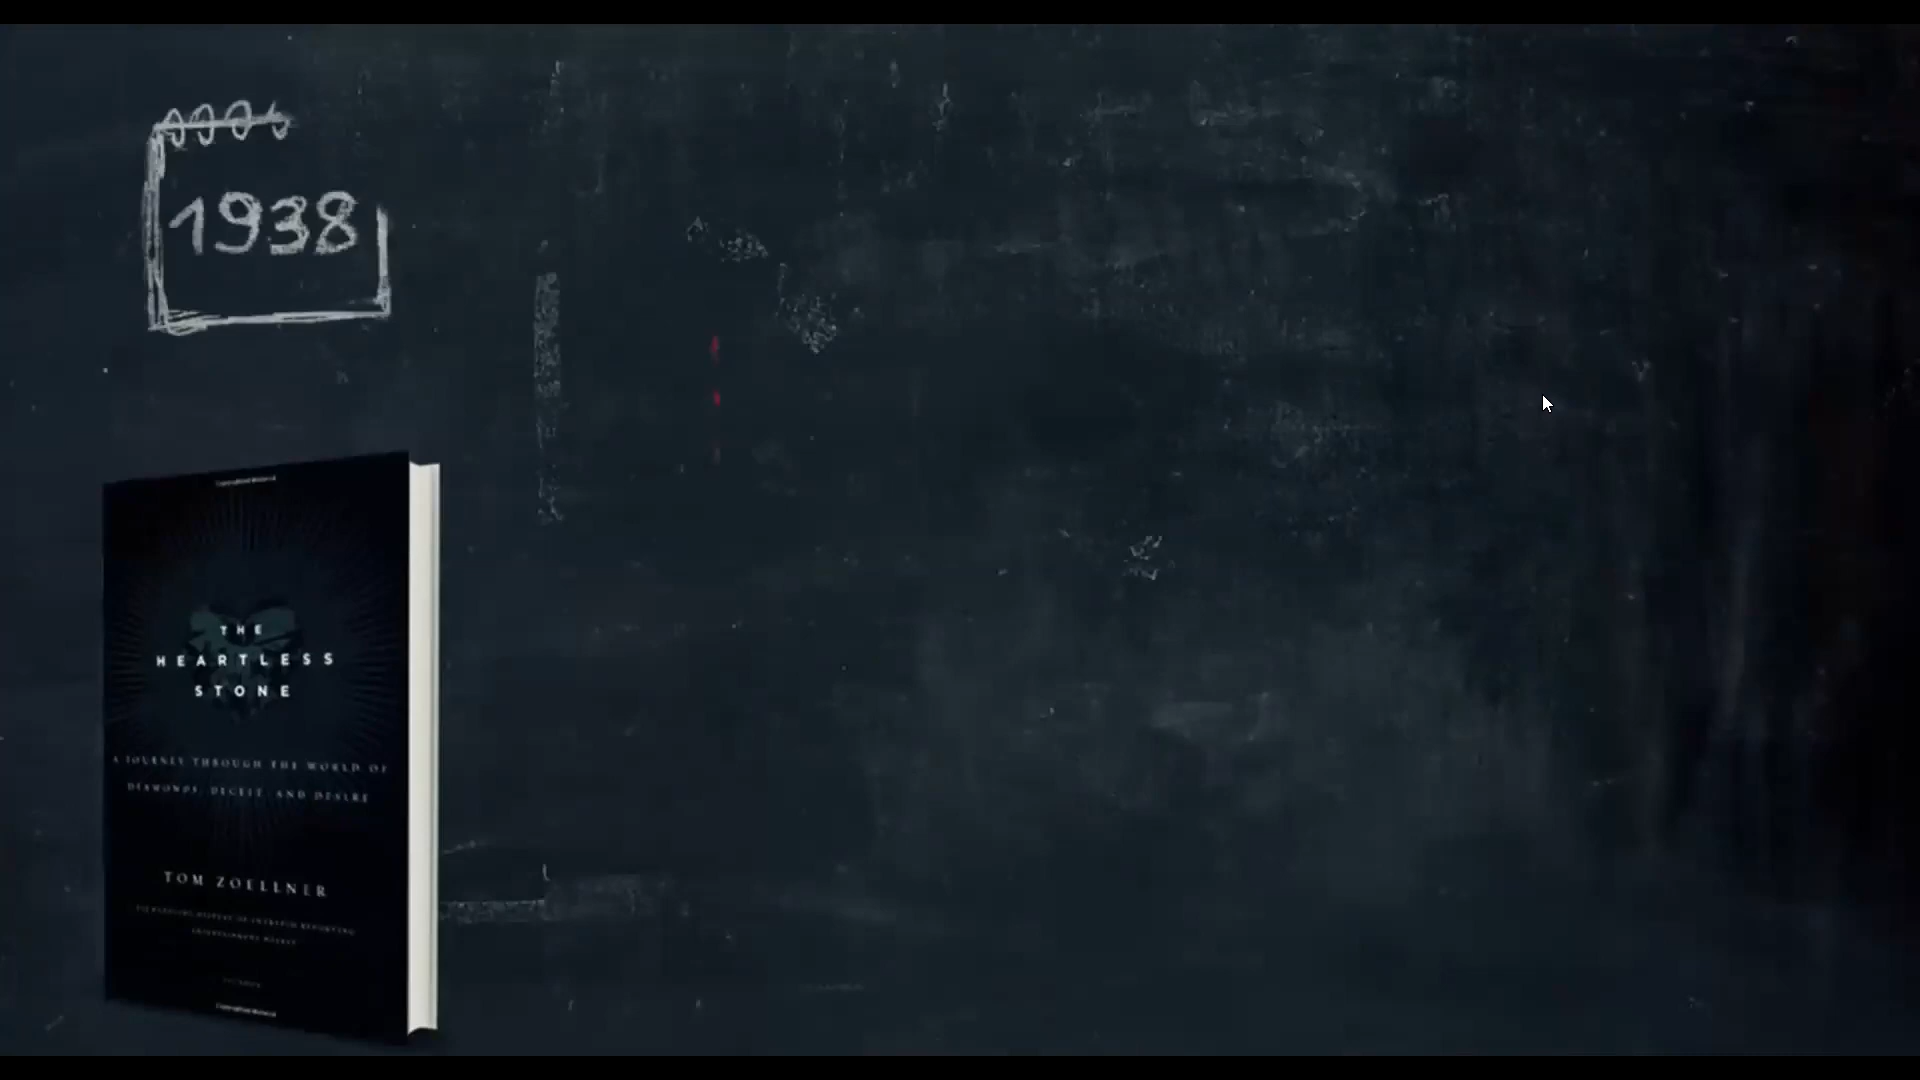 1938
THE
HEARTLESS
STONE
A JOURNEY THROUGH THE WORLD OF
DIAMONDS, DECEIT, AND DESIRE
TOM ZOELLNER